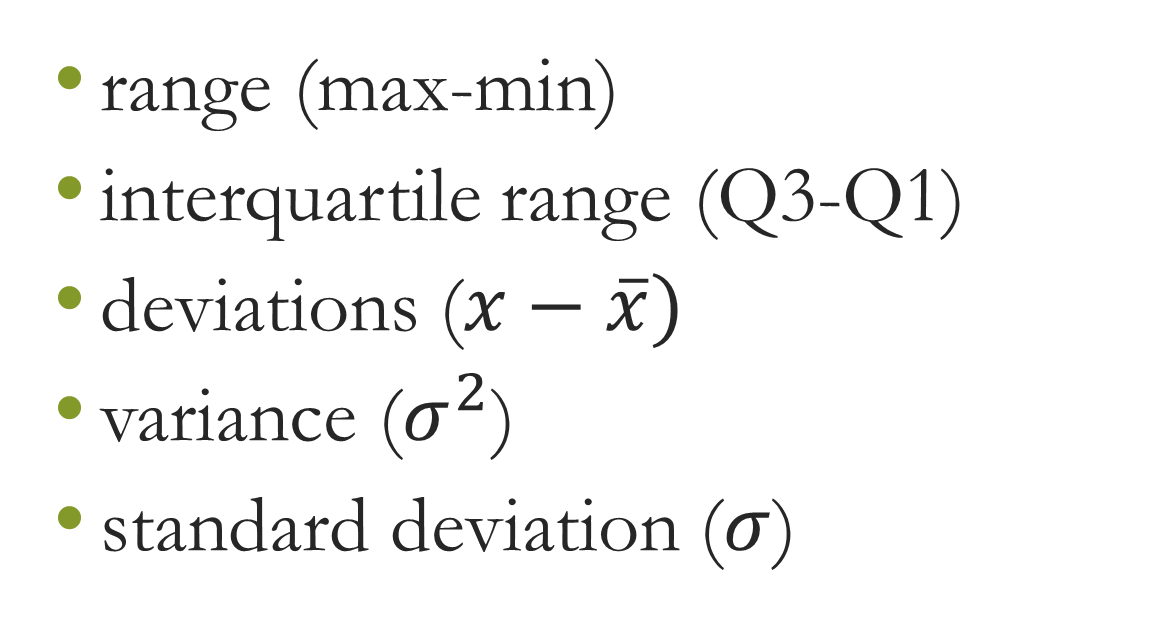 • range (max-min)
• interquartile range (Q3-Q1)
• deviations (𝑥 − 𝑥̅)
• variance (𝜎²)
• standard deviation (𝜎)